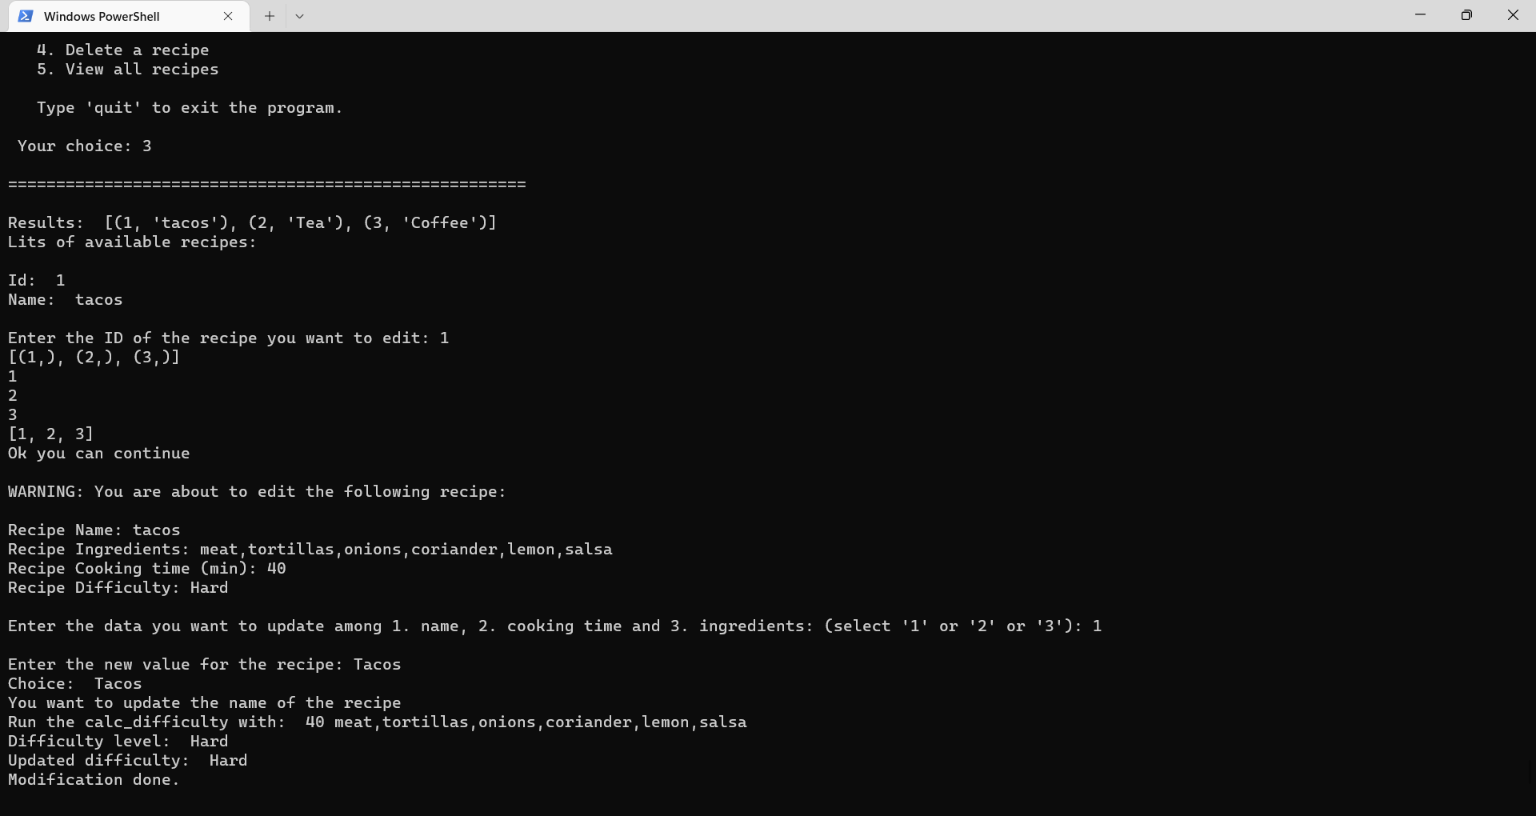 Windows PowerShell
4. Delete a recipe
5. View all recipes
Type 'quit' to exit the program.
Your choice: 3
======================================================
Results:  [(1, 'tacos'), (2, 'Tea'), (3, 'Coffee')]
Lits of available recipes:
Id:  1
Name:  tacos
Enter the ID of the recipe you want to edit: 1
[(1,), (2,), (3,)]
1
2
3
[1, 2, 3]
Ok you can continue
WARNING: You are about to edit the following recipe:
Recipe Name: tacos
Recipe Ingredients: meat,tortillas,onions,coriander,lemon,salsa
Recipe Cooking time (min): 40
Recipe Difficulty: Hard
Enter the data you want to update among 1. name, 2. cooking time and 3. ingredients: (select '1' or '2' or '3'): 1
Enter the new value for the recipe: Tacos
Choice:  Tacos
You want to update the name of the recipe
Run the calc_difficulty with:  40 meat,tortillas,onions,coriander,lemon,salsa
Difficulty level:  Hard
Updated difficulty:  Hard
Modification done.